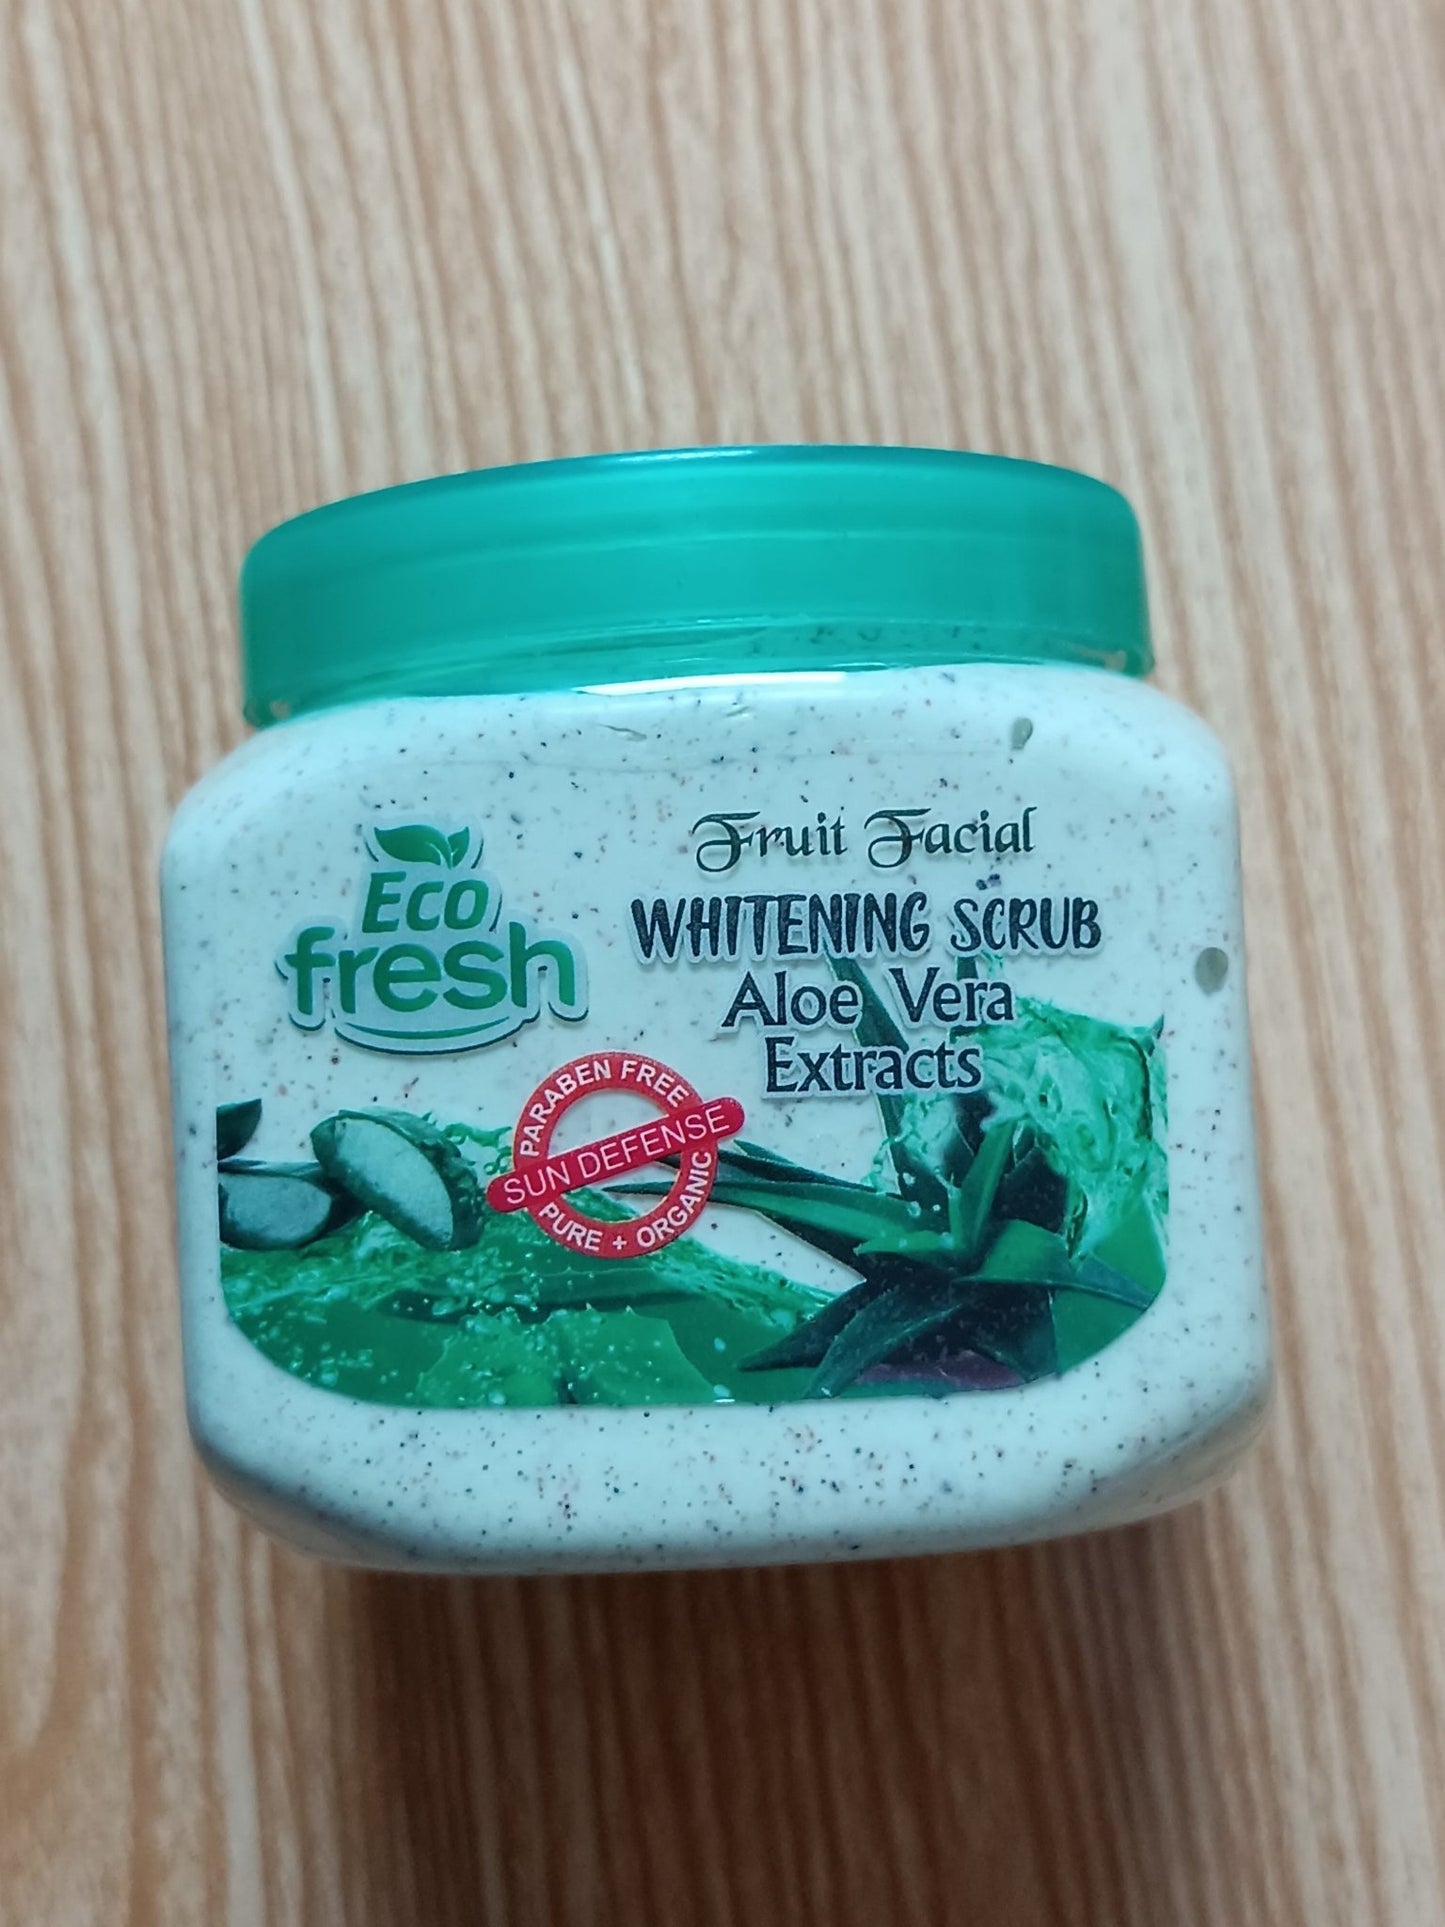 Eco
fresh
Fruit Facial
WHITENING SCRUB
Aloe Vera
Extracts
PARABEN FREE
SUN DEFENSE
PURE + ORGANIC